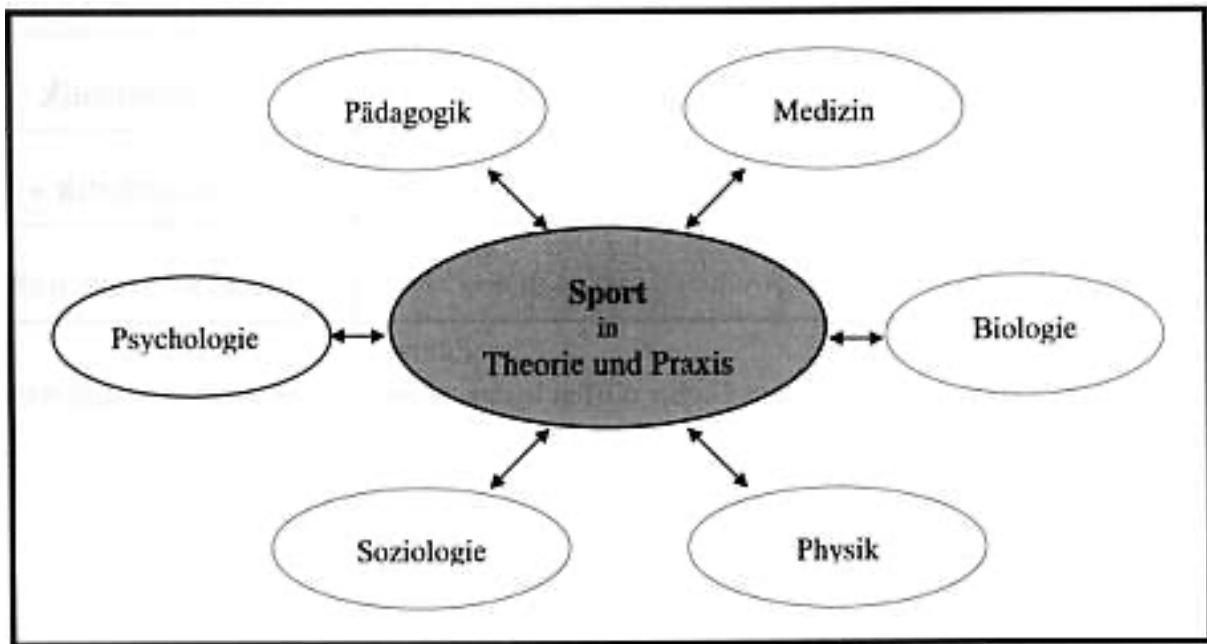 Pädagogik
Medizin
Psychologie
Sport
in
Theorie und Praxis
Biologie
Soziologie
Physik